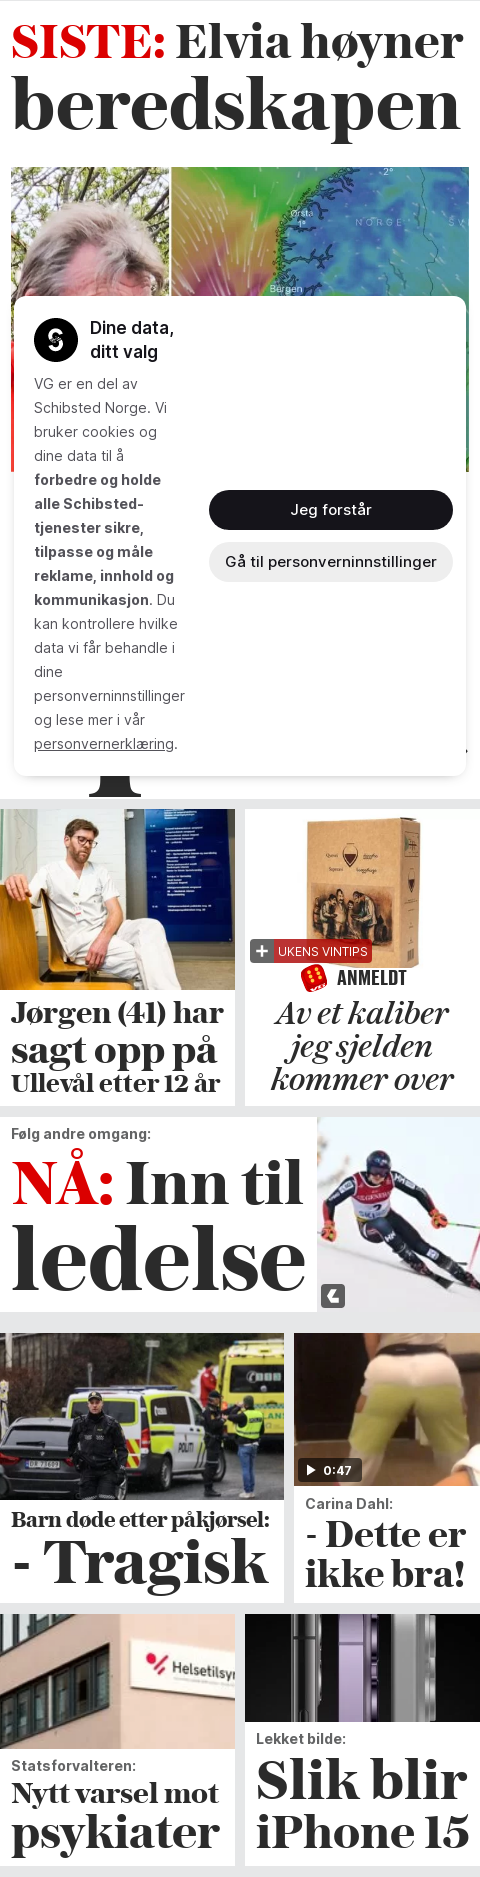 SISTE: Elvia høyner
beredskapen
2°
Ørsta
1°
NORGE
SV
Bergen
Dine data,
ditt valg
VG er en del av
Schibsted Norge. Vi
bruker cookies og
dine data til å
forbedre og holde
alle Schibsted-
tjenester sikre,
tilpasse og måle
reklame, innhold og
kommunikasjon. Du
kan kontrollere hvilke
data vi får behandle i
dine
personverninnstillinger
og lese mer i vår
personvernerklæring.
Jeg forstår
Gå til personverninnstillinger
UKENS VINTIPS
ANMELDT
Jørgen (41) har
sagt opp på
Ullevål etter 12 år
Av et kaliber
jeg sjelden
kommer over
Følg andre omgang:
NÅ: Inn til
ledelse
POLITI
0:47
Barn døde etter påkjørsel:
- Tragisk
Carina Dahl:
- Dette er
ikke bra!
Helsetilsyn
Statsforvalteren:
Nytt varsel mot
psykiater
Lekket bilde:
Slik blir
iPhone 15